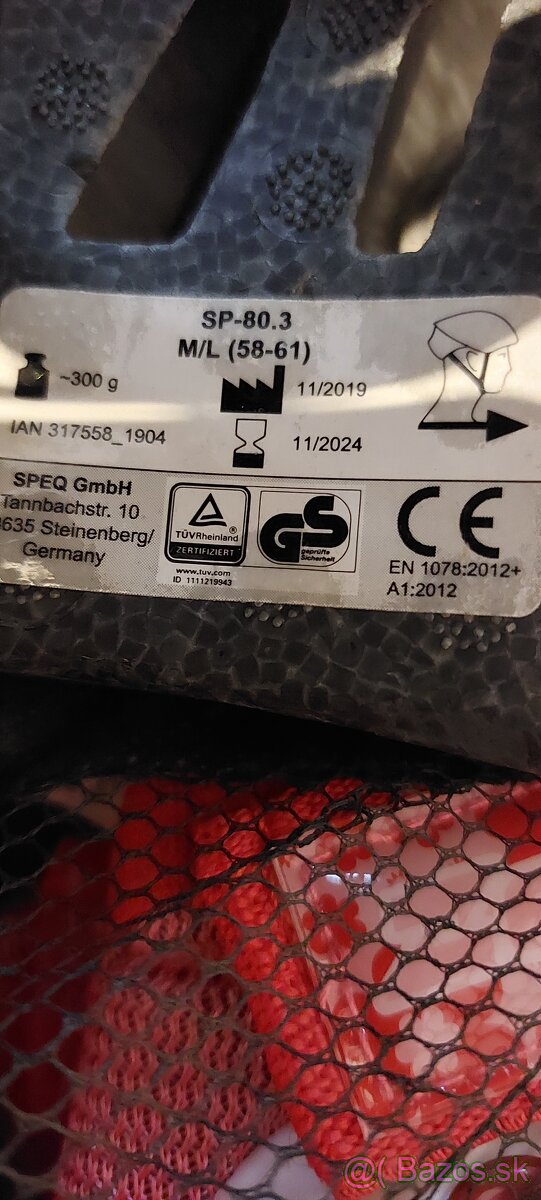 SP-80.3
M/L (58-61)
~300 g
11/2019
IAN 317558_1904
11/2024
SPEQ GmbH
Tannbachstr. 10
635 Steinenberg/
Germany
TÜVRheinland®
ZERTIFIZIERT
www.tuv.com
ID 1111219943
GS
geprüfte
Sicherheit
CE
EN 1078:2012+
A1:2012
@( Bazos.sk